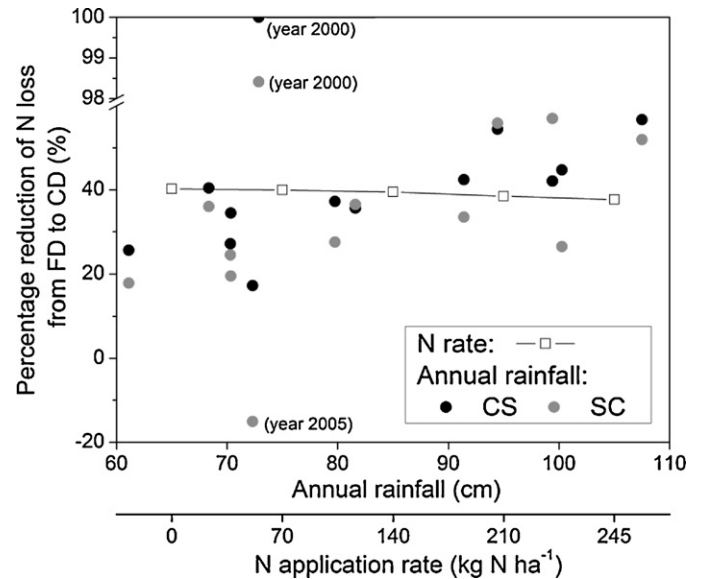 Percentage reduction of N loss
from FD to CD (%)
100
99
98
40
20
0
-20
(year 2000)
(year 2000)
(year 2005)
N rate:
Annual rainfall:
CS SC
60 70 80 90 100 110
Annual rainfall (cm)
0 70 140 210 245
N application rate (kg N ha⁻¹)